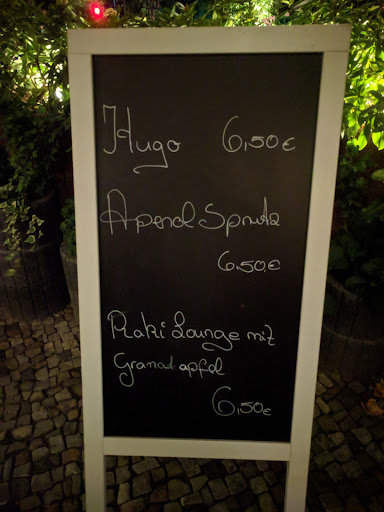 Hugo 6,50€
Aperol Spritz
6.50€
Raki Lounge mit
Granatapfel
6,50€